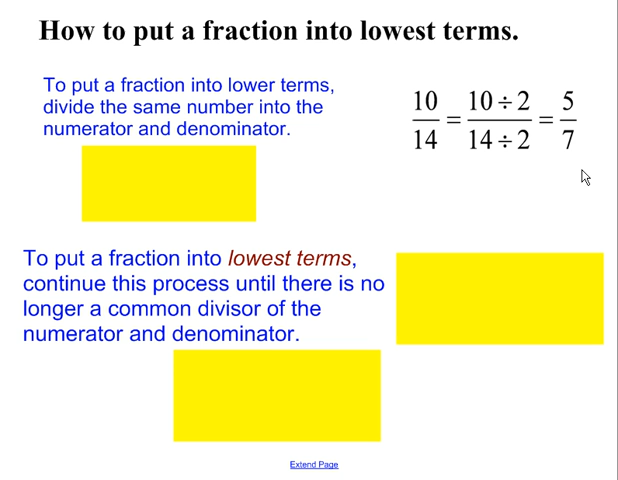 How to put a fraction into lowest terms.
To put a fraction into lower terms,
divide the same number into the
numerator and denominator.
10/14 = 10 ÷ 2/14 ÷ 2 = 5/7
To put a fraction into lowest terms,
continue this process until there is no
longer a common divisor of the
numerator and denominator.
Extend Page